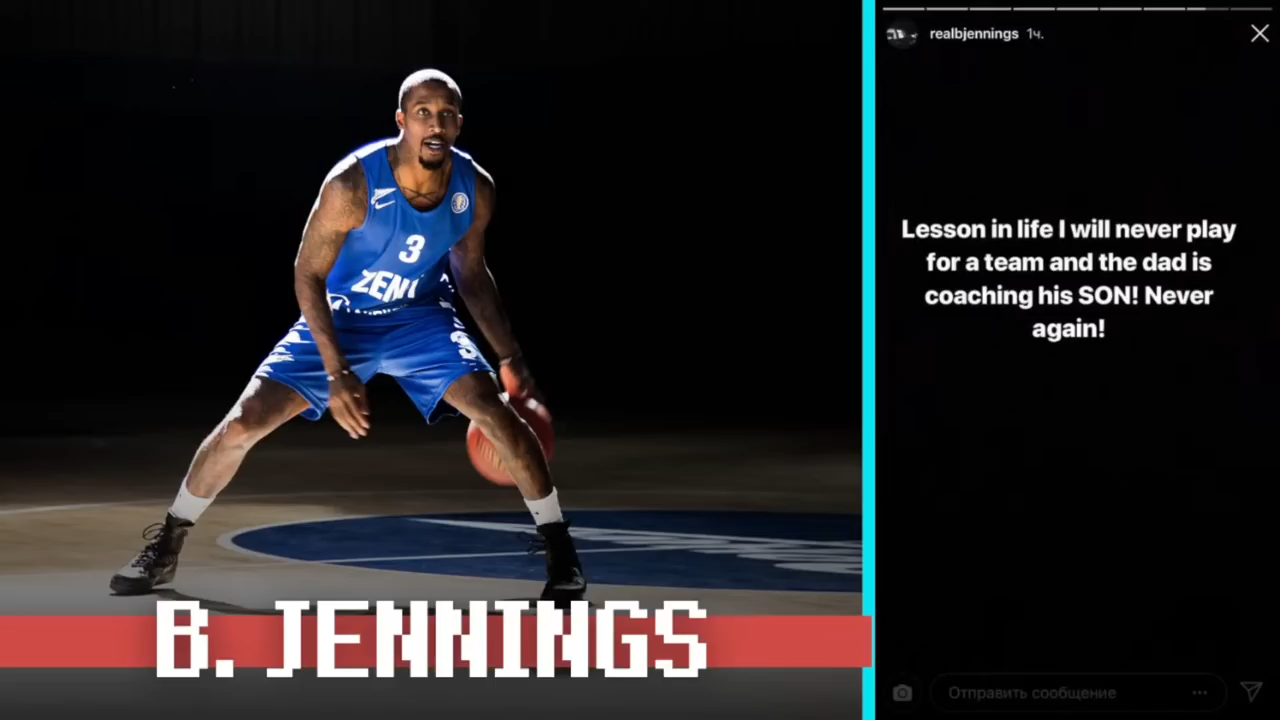 3
ZENI
B. JENNINGS
realbjennings 1ч.
Lesson in life I will never play
for a team and the dad is
coaching his SON! Never
again!
Отправить сообщение